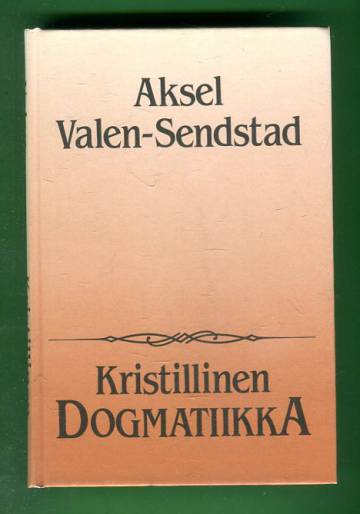 Aksel
Valen-Sendstad
Kristillinen
DOGMATIIKKA